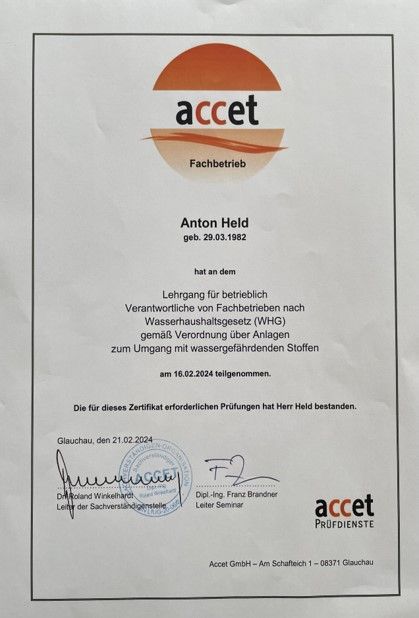 accet
Fachbetrieb
Anton Held
geb. 29.03.1982
hat an dem
Lehrgang für betrieblich
Verantwortliche von Fachbetrieben nach
Wasserhaushaltsgesetz (WHG)
gemäß Verordnung über Anlagen
zum Umgang mit wassergefährdenden Stoffen
am 16.02.2024 teilgenommen.
Die für dieses Zertifikat erforderlichen Prüfungen hat Herr Held bestanden.
Glauchau, den 21.02.2024
ACCET
Dr. Roland Winkelhardt
Leiter der Sachverständigenstelle
Dipl.-Ing. Franz Brandner
Leiter Seminar
accet
PRÜFDIENSTE
Accet GmbH – Am Schafteich 1 – 08371 Glauchau